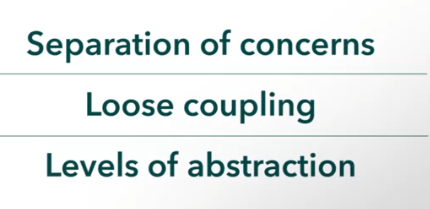 Separation of concerns
Loose coupling
Levels of abstraction